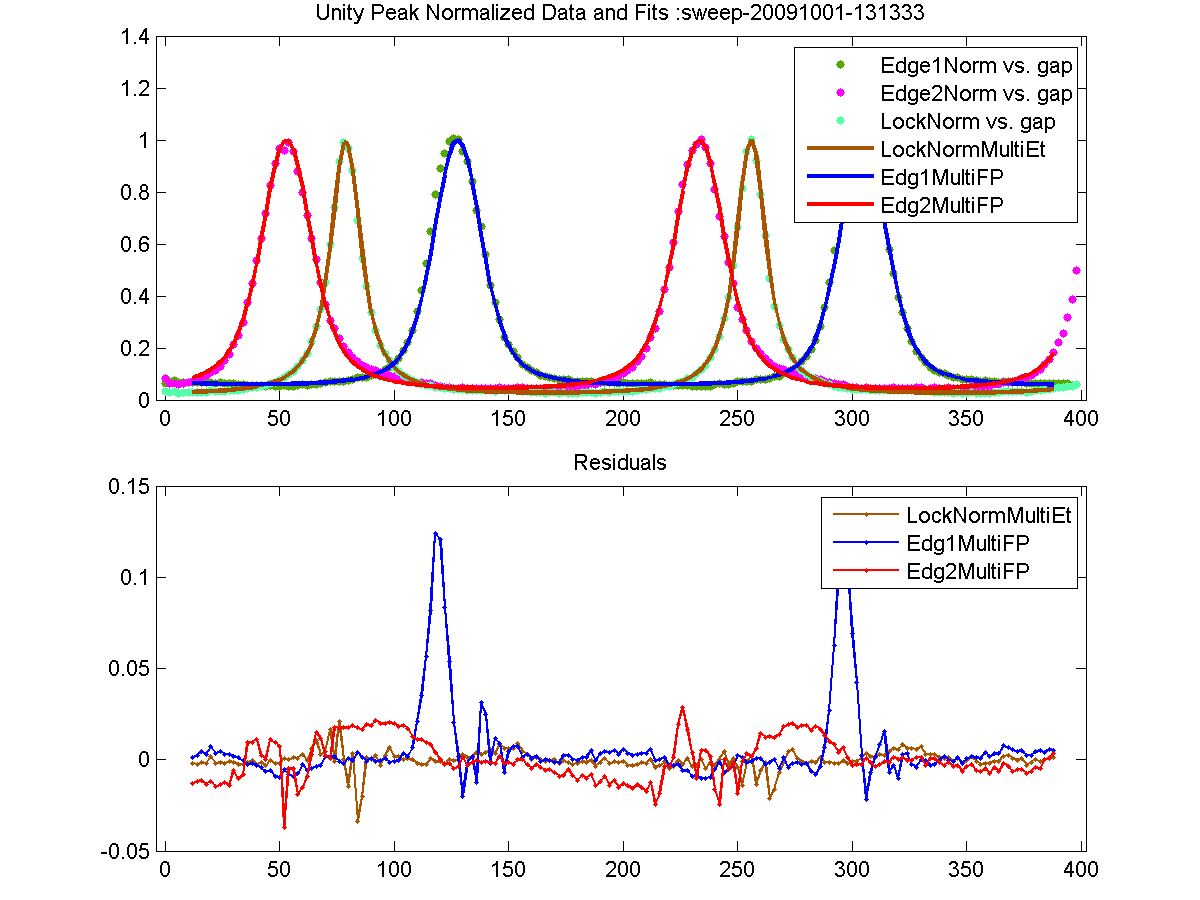 Unity Peak Normalized Data and Fits :sweep-20091001-131333
1.4
1.2
1
0.8
0.6
0.4
0.2
0
Edge1Norm vs. gap
Edge2Norm vs. gap
LockNorm vs. gap
LockNormMultiEt
Edg1MultiFP
Edg2MultiFP
0 50 100 150 200 250 300 350 400
Residuals
0.15
0.1
0.05
0
-0.05
LockNormMultiEt
Edg1MultiFP
Edg2MultiFP
0 50 100 150 200 250 300 350 400